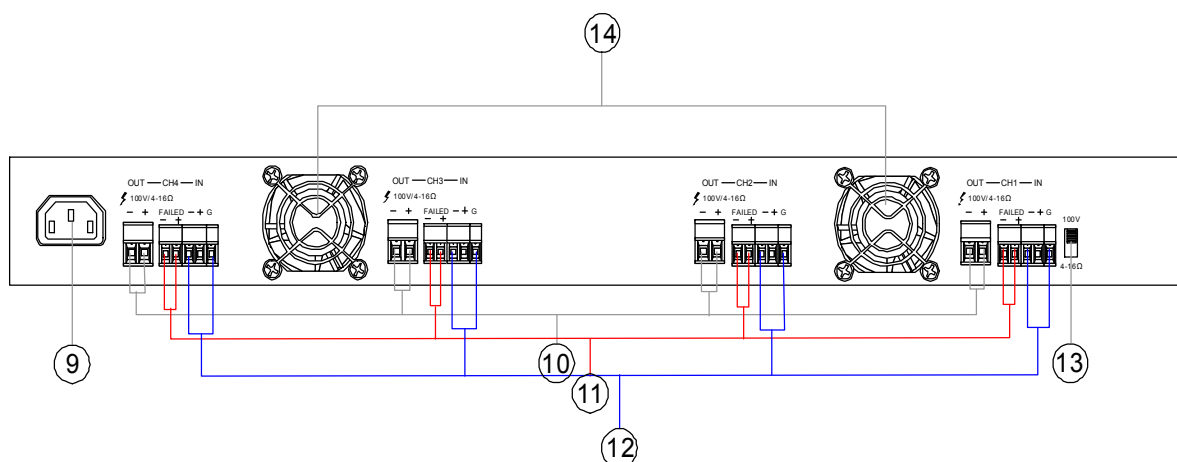 14
OUT CH4 IN
100V/4-16Ω
- + FAILED - + G
- +
OUT CH3 IN
100V/4-16Ω
- + FAILED - + G
- +
OUT CH2 IN
100V/4-16Ω
- + FAILED - + G
- +
OUT CH1 IN
100V/4-16Ω
- + FAILED - + G
- +
100V
4-16Ω
9
10
11
12
13